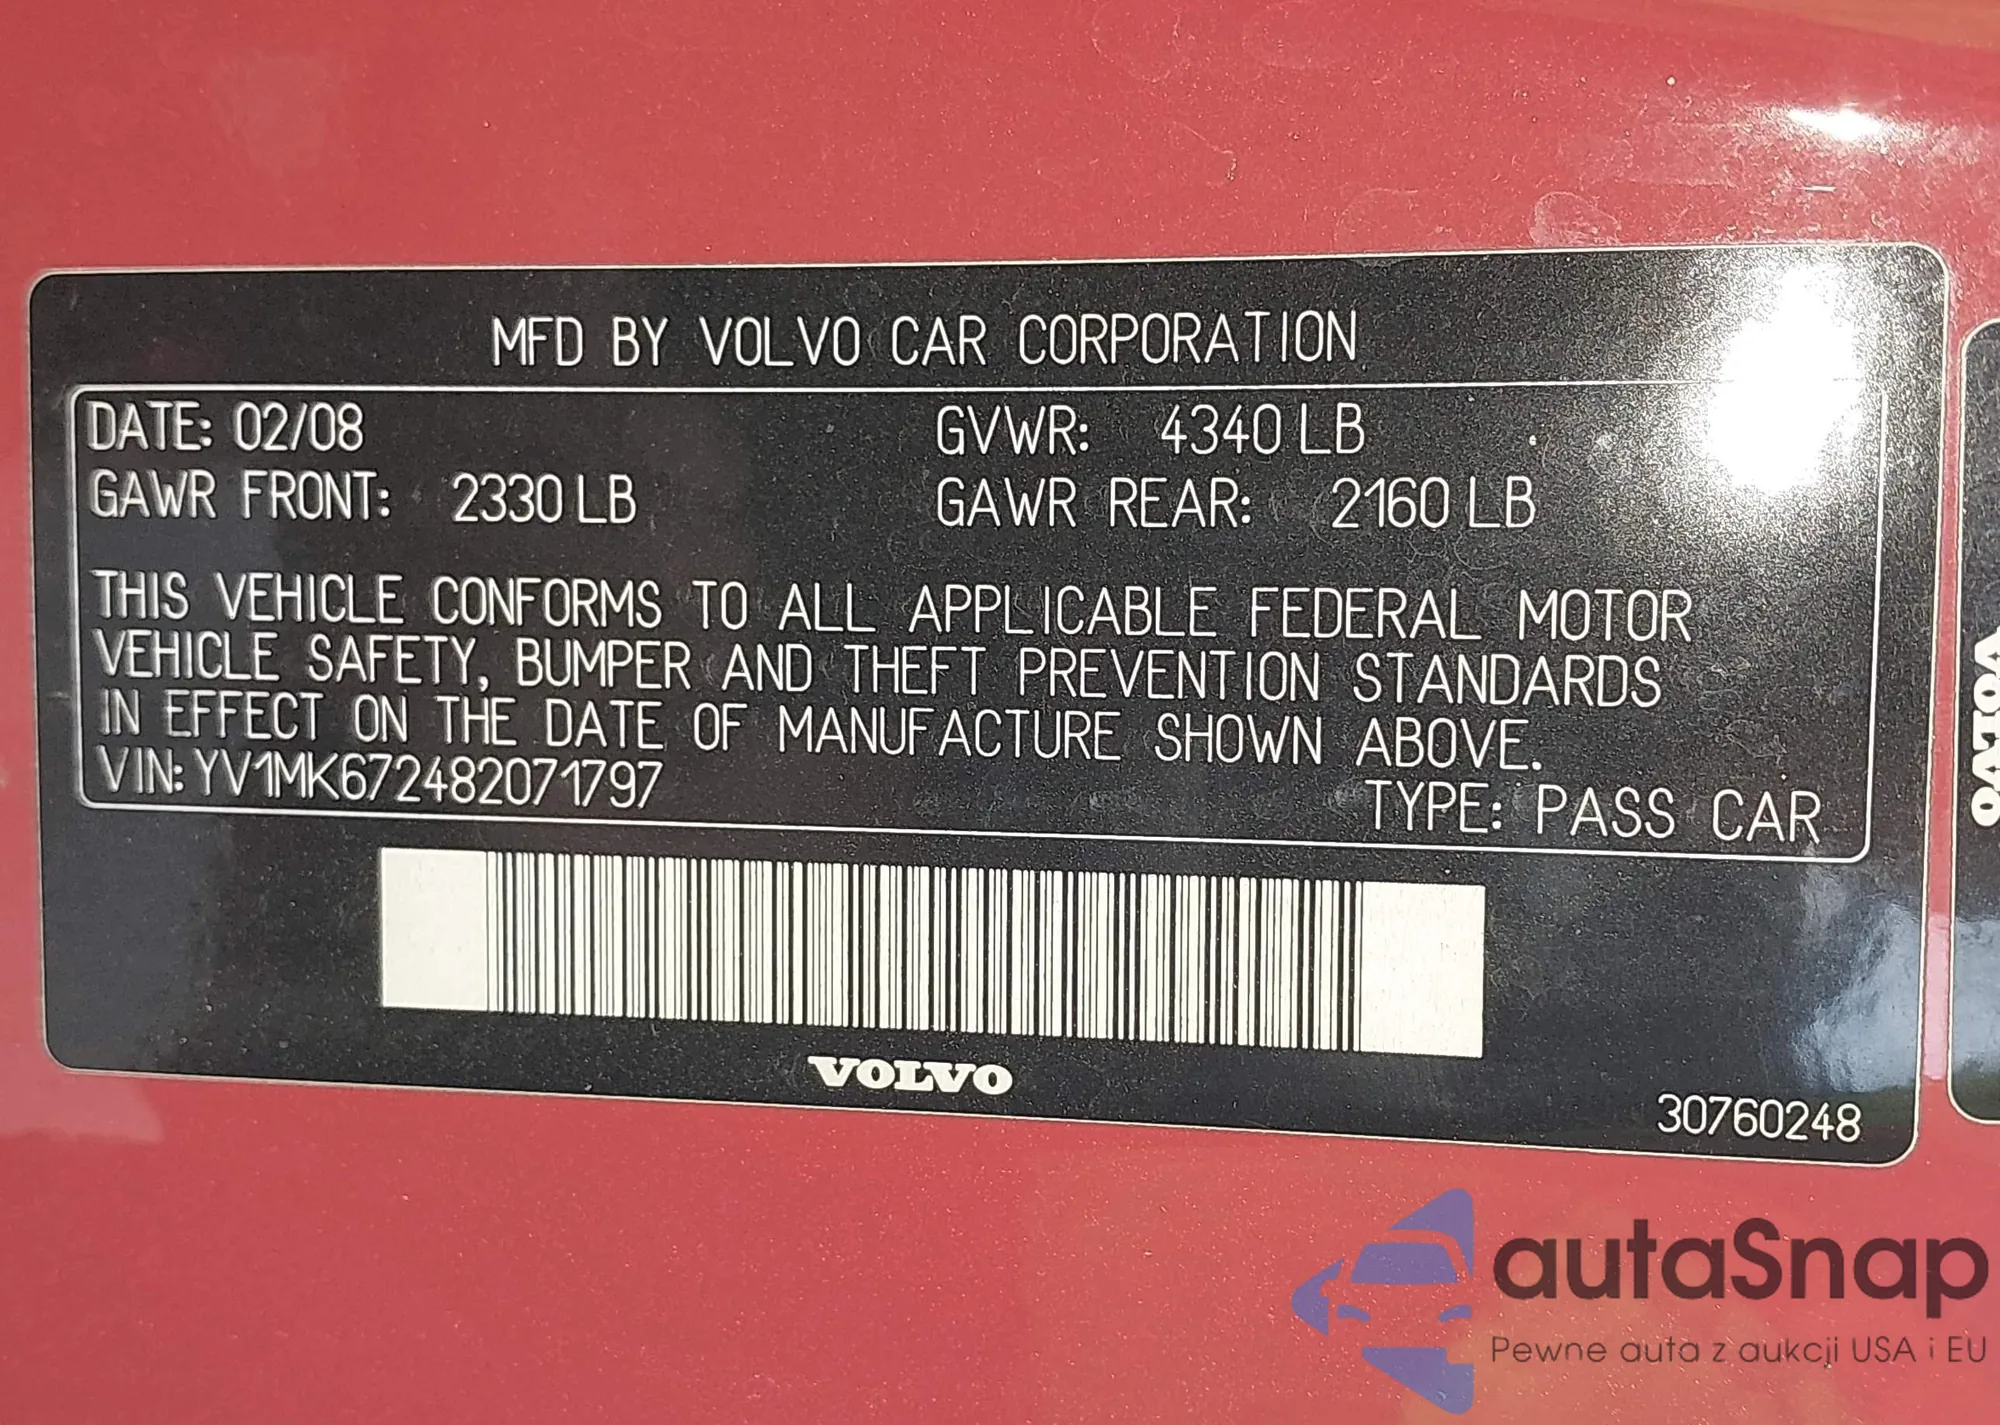 MFD BY VOLVO CAR CORPORATION
DATE: 02/08 GVWR: 4340 LB
GAWR FRONT: 2330 LB GAWR REAR: 2160 LB
THIS VEHICLE CONFORMS TO ALL APPLICABLE FEDERAL MOTOR
VEHICLE SAFETY, BUMPER AND THEFT PREVENTION STANDARDS
IN EFFECT ON THE DATE OF MANUFACTURE SHOWN ABOVE.
VIN: YV1MK672482071797
TYPE: PASS CAR
VOLVO
30760248
VOLVO
autaSnap
Pewne auta z aukcji USA i EU